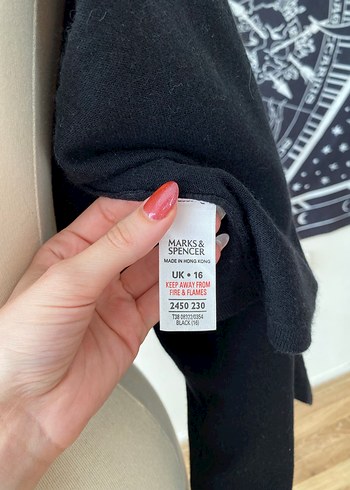 MARKS &
SPENCER
MADE IN HONG KONG
UK • 16
KEEP AWAY FROM
FIRE & FLAMES
2450 230
BLACK (16)